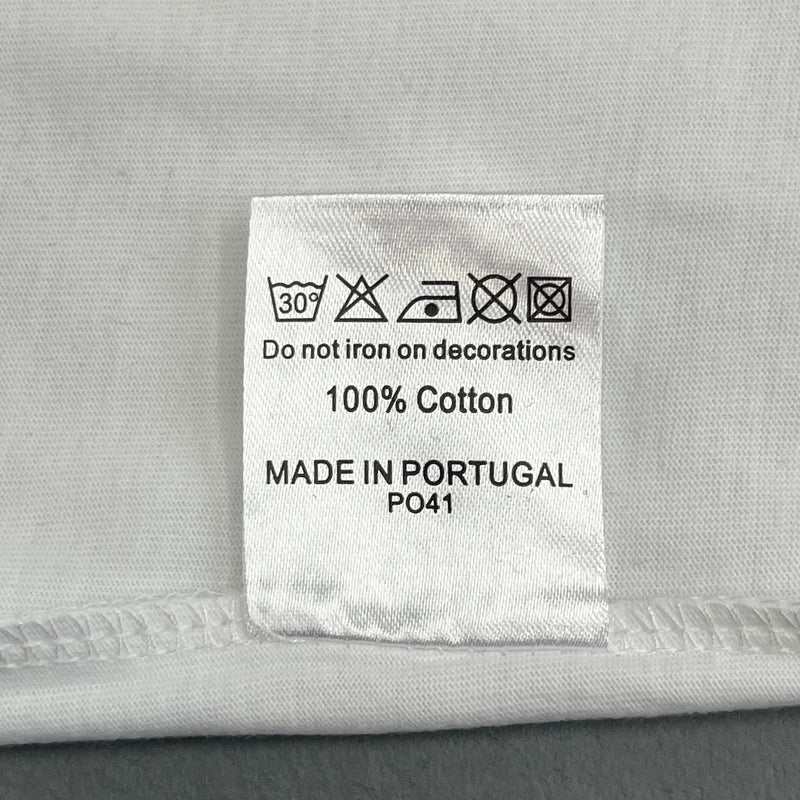 30°
Do not iron on decorations
100% Cotton
MADE IN PORTUGAL
PO41